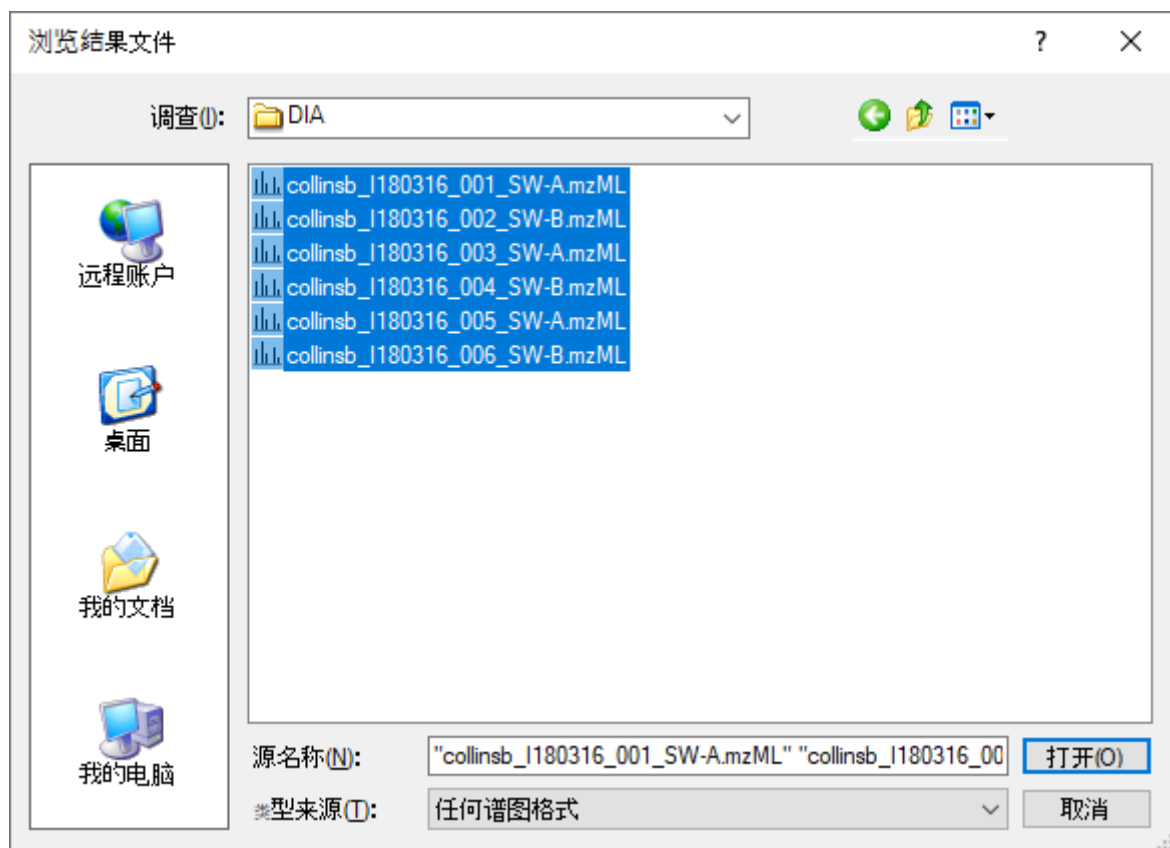 浏览结果文件
?
调查(I):
DIA
collinsb_I180316_001_SW-A.mzML
collinsb_I180316_002_SW-B.mzML
collinsb_I180316_003_SW-A.mzML
collinsb_I180316_004_SW-B.mzML
collinsb_I180316_005_SW-A.mzML
collinsb_I180316_006_SW-B.mzML
远程账户
桌面
我的文档
我的电脑
源名称(N):
"collinsb_I180316_001_SW-A.mzML" "collinsb_I180316_00
打开(O)
类型来源(T):
任何谱图格式
取消